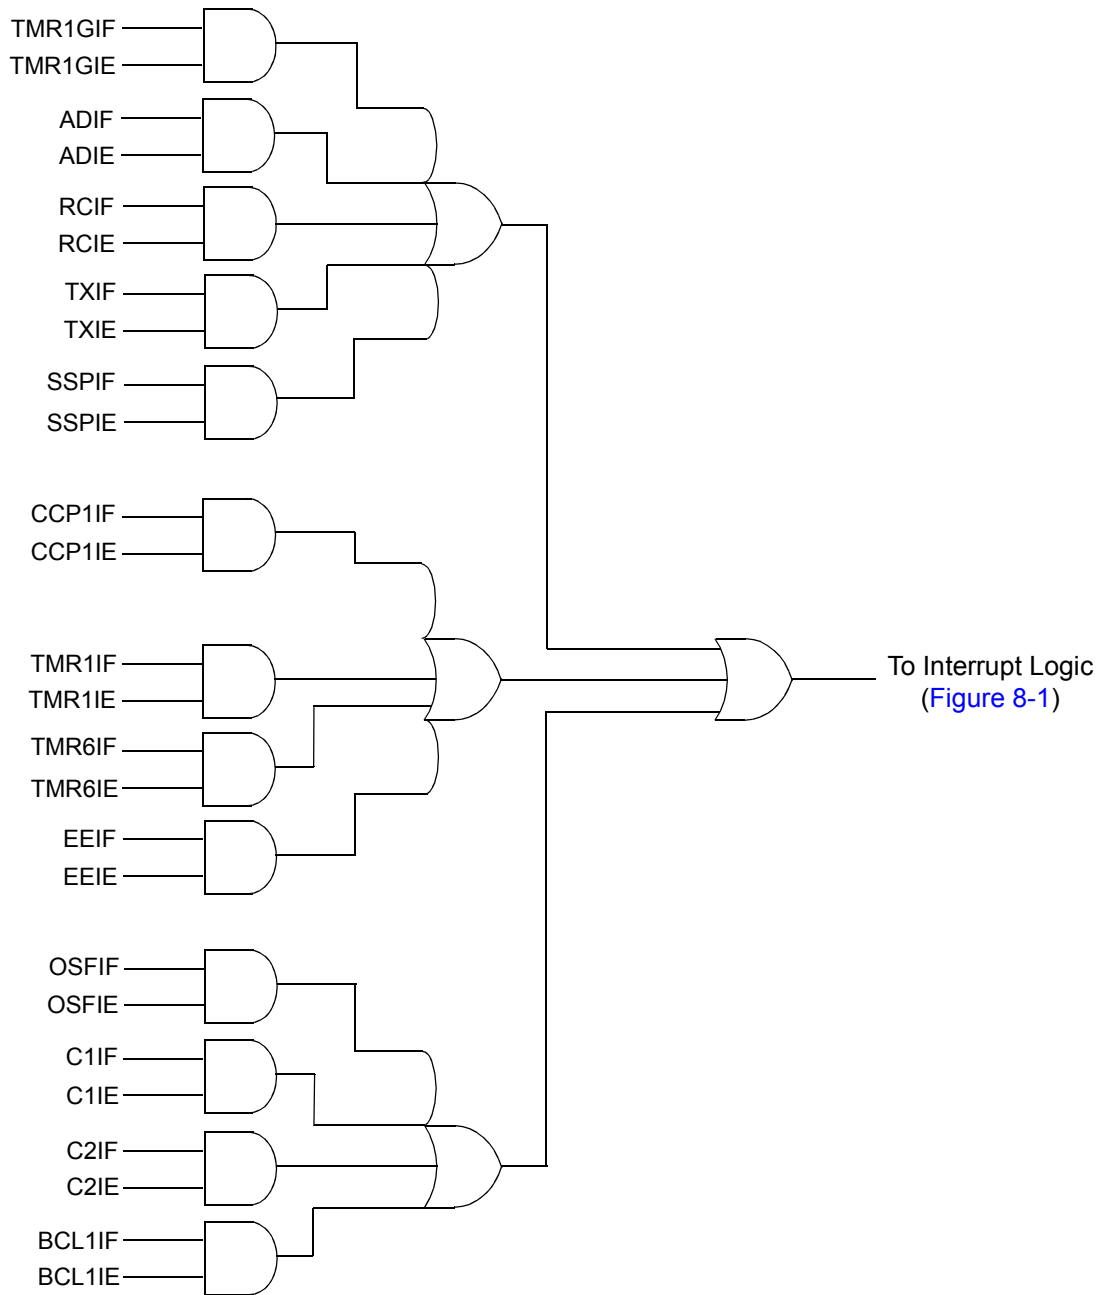 TMR1GIF
TMR1GIE
ADIF
ADIE
RCIF
RCIE
TXIF
TXIE
SSPIF
SSPIE
CCP1IF
CCP1IE
TMR1IF
TMR1IE
TMR6IF
TMR6IE
EEIF
EEIE
To Interrupt Logic
(Figure 8-1)
OSFIF
OSFIE
C1IF
C1IE
C2IF
C2IE
BCL1IF
BCL1IE